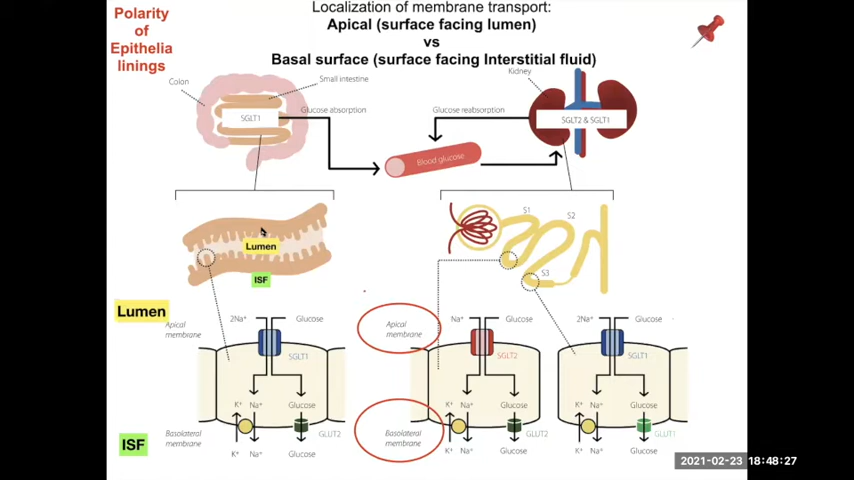 Polarity
of
Epithelia
linings
Localization of membrane transport:
Apical (surface facing lumen)
vs
Basal surface (surface facing Interstitial fluid)
Colon
Small intestine
SGLT1
Glucose absorption
Glucose reabsorption
Kidney
SGLT2 & SGLT1
Blood glucose
Lumen
ISF
S1
S2
S3
Lumen
Apical
membrane
2Na⁺
Glucose
SGLT1
K⁺
Na⁺
Glucose
GLUT2
ISF
Basolateral
membrane
K⁺
Na⁺
Glucose
Apical
membrane
Na⁺
Glucose
SGLT2
K⁺
Na⁺
Glucose
GLUT2
Basolateral
membrane
K⁺
Na⁺
Glucose
2Na⁺
Glucose
SGLT1
K⁺
Na⁺
Glucose
GLUT1
K⁺
Na⁺
Glucose
2021-02-23 18:48:27